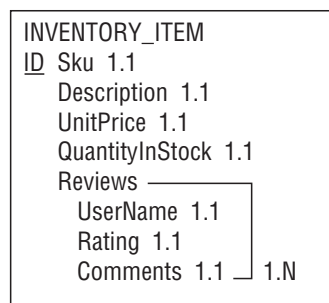 INVENTORY_ITEM
ID Sku 1.1
Description 1.1
UnitPrice 1.1
QuantityInStock 1.1
Reviews
UserName 1.1
Rating 1.1
Comments 1.1 1.N